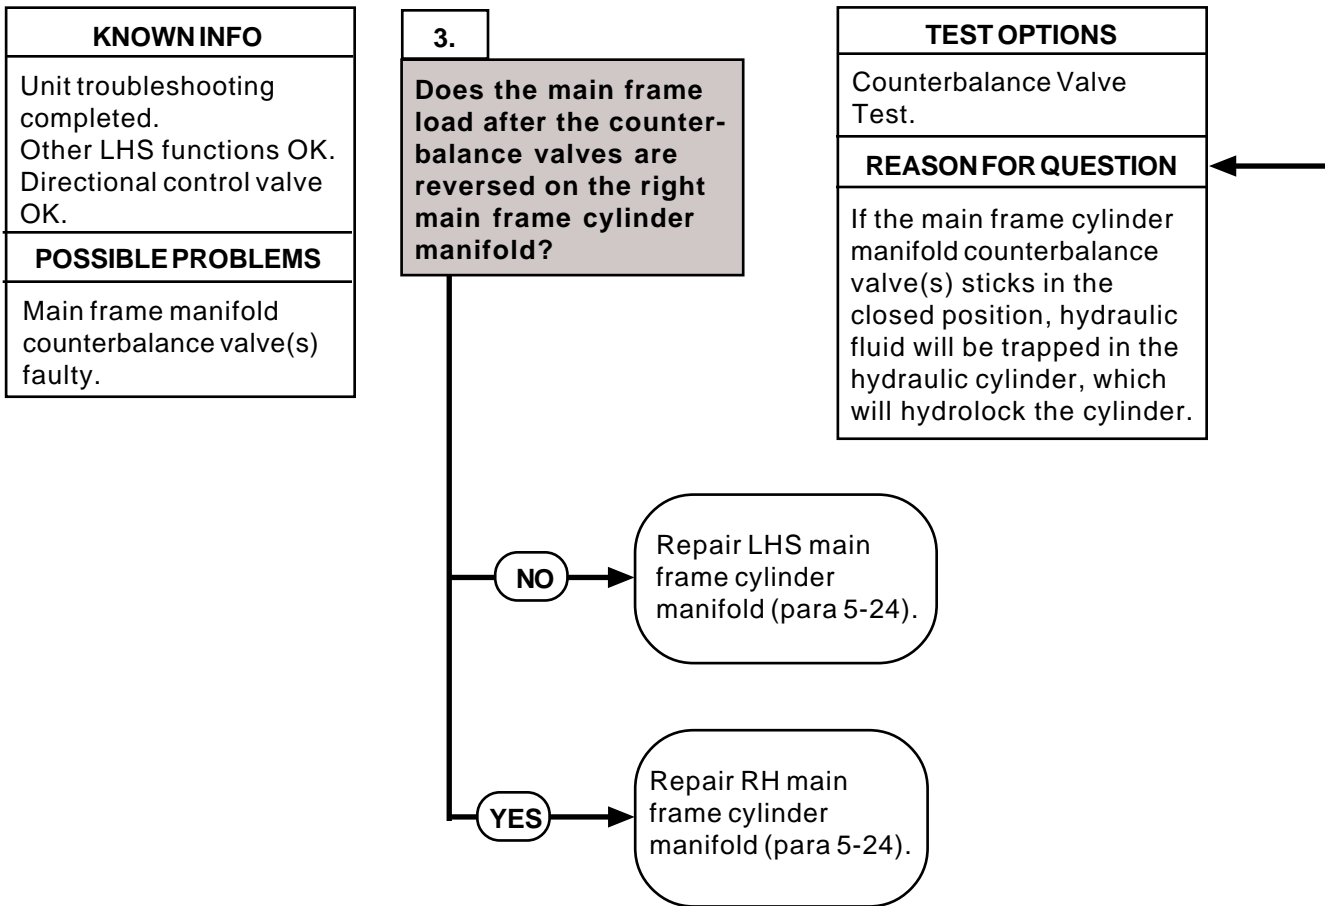 KNOWN INFO
Unit troubleshooting
completed.
Other LHS functions OK.
Directional control valve
OK.
POSSIBLE PROBLEMS
Main frame manifold
counterbalance valve(s)
faulty.
3.
Does the main frame
load after the counter-
balance valves are
reversed on the right
main frame cylinder
manifold?
TEST OPTIONS
Counterbalance Valve
Test.
REASON FOR QUESTION
If the main frame cylinder
manifold counterbalance
valve(s) sticks in the
closed position, hydraulic
fluid will be trapped in the
hydraulic cylinder, which
will hydrolock the cylinder.
NO
Repair LHS main
frame cylinder
manifold (para 5-24).
YES
Repair RH main
frame cylinder
manifold (para 5-24).